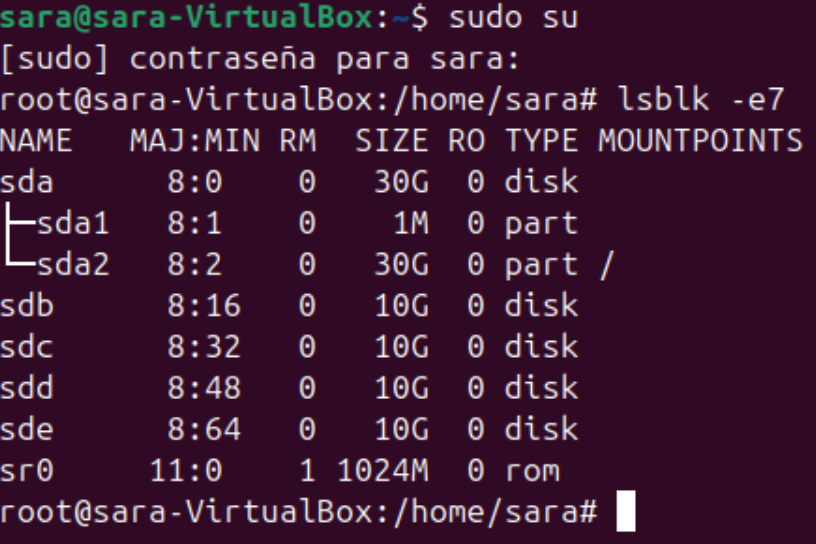 sara@sara-VirtualBox:~$ sudo su
[sudo] contraseña para sara:
root@sara-VirtualBox:/home/sara# lsblk -e7
NAME   MAJ:MIN RM  SIZE RO TYPE MOUNTPOINTS
sda      8:0    0   30G  0 disk
├─sda1   8:1    0    1M  0 part
└─sda2   8:2    0   30G  0 part /
sdb      8:16   0   10G  0 disk
sdc      8:32   0   10G  0 disk
sdd      8:48   0   10G  0 disk
sde      8:64   0   10G  0 disk
sr0     11:0    1 1024M  0 rom
root@sara-VirtualBox:/home/sara#